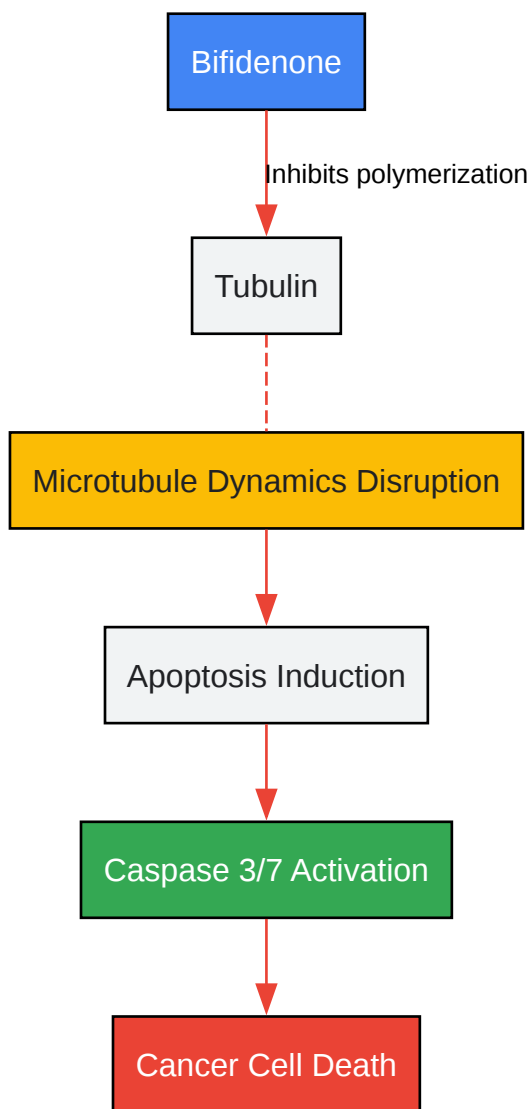 Bifidenone
Inhibits polymerization
Tubulin
Microtubule Dynamics Disruption
Apoptosis Induction
Caspase 3/7 Activation
Cancer Cell Death